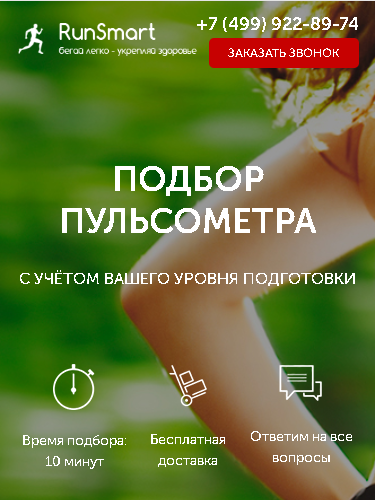 RunSmart
бегай легко - укрепляй здоровье
+7 (499) 922-89-74
ЗАКАЗАТЬ ЗВОНОК
ПОДБОР
ПУЛЬСОМЕТРА
С УЧЁТОМ ВАШЕГО УРОВНЯ ПОДГОТОВКИ
Время подбора:
10 минут
Бесплатная
доставка
Ответим на все
вопросы